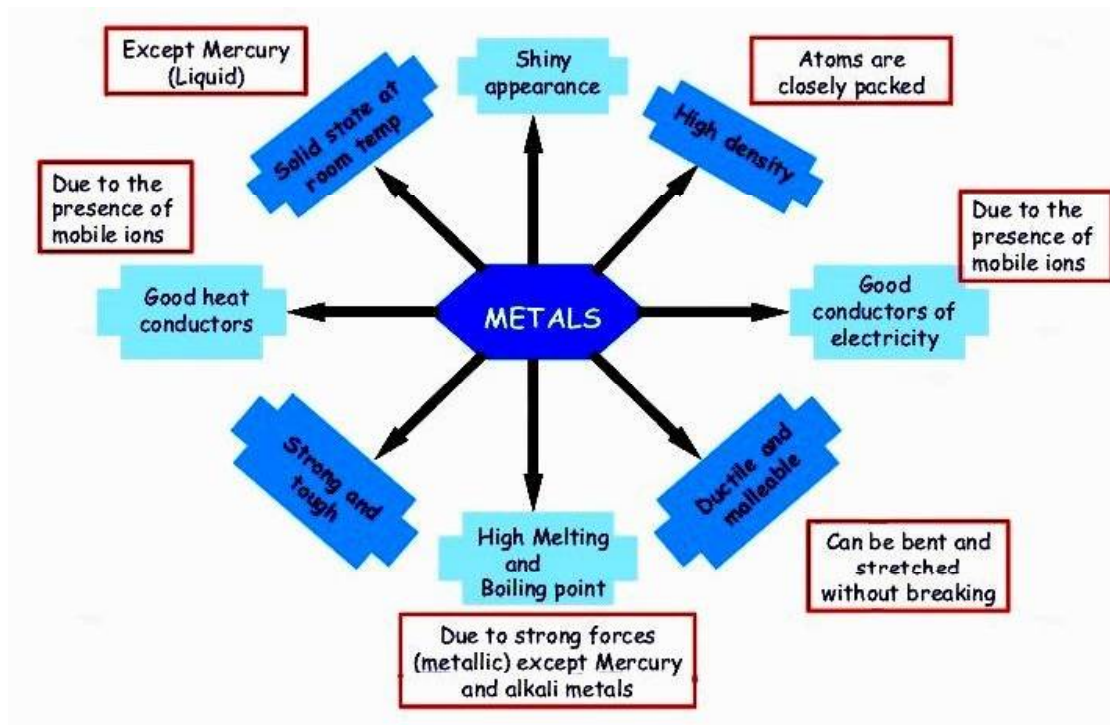 Except Mercury
(Liquid)
Solid state at
room temp
Shiny
appearance
High density
Atoms are
closely packed
Due to the
presence of
mobile ions
Good heat
conductors
METALS
Good
conductors of
electricity
Due to the
presence of
mobile ions
Strong and
tough
High Melting
and
Boiling point
Due to strong forces
(metallic) except Mercury
and alkali metals
Ductile and
malleable
Can be bent and
stretched
without breaking